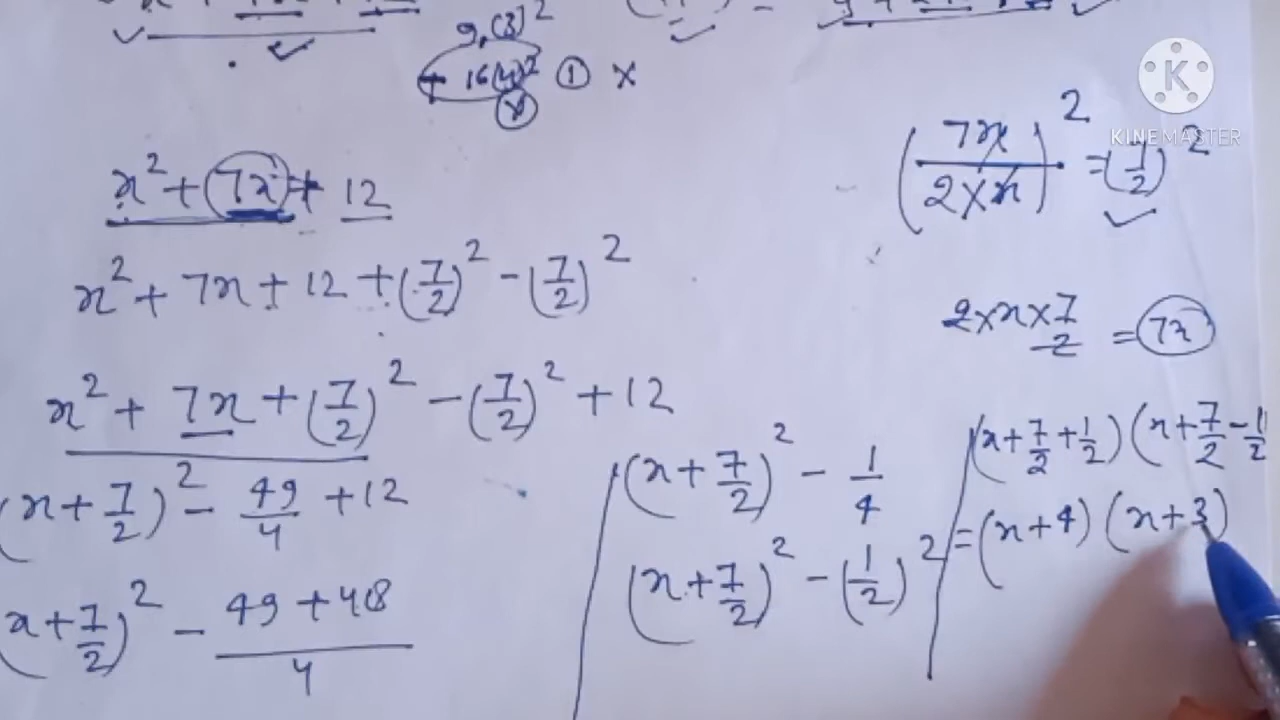 9,(3)²
+ 16(4)² ① x
x² + 7x + 12
x² + 7x + 12 + (7/2)² - (7/2)²
x² + 7x + (7/2)² - (7/2)² + 12
(x + 7/2)² - 49/4 + 12
(x + 7/2)² - (49 + 48)/4
(x + 7/2)² - 1/4
(x + 7/2)² - (1/2)²
K
KINEMASTER
(7x/(2×x))² = (7/2)²
2×x×7/2 = 7x
(x + 7/2 + 1/2) (x + 7/2 - 1/2
= (x + 4) (x + 3)